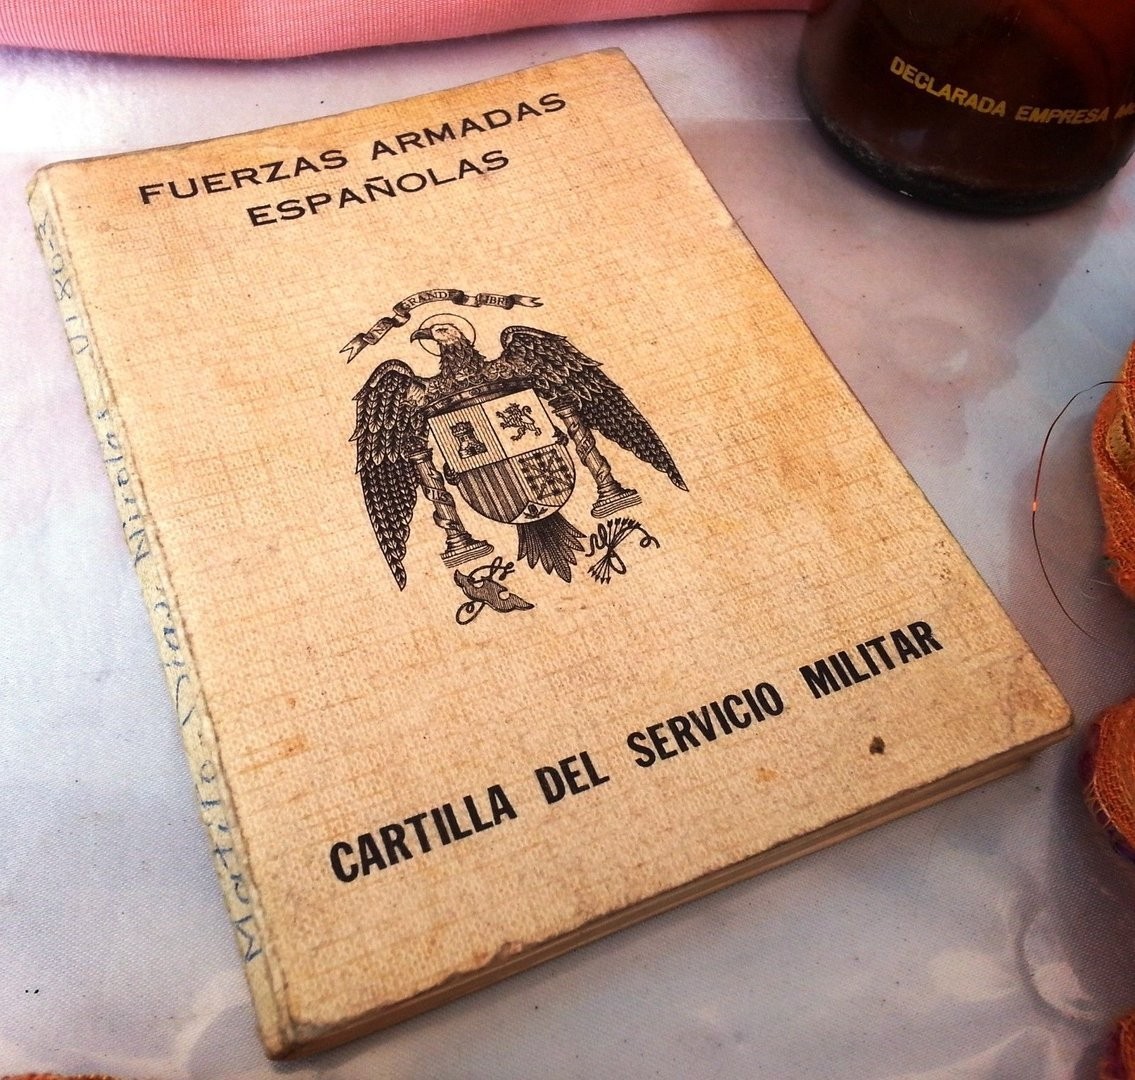 FUERZAS ARMADAS
ESPAÑOLAS
UNA GRANDE LIBRE
CARTILLA DEL SERVICIO MILITAR
DECLARADA EMPRESA